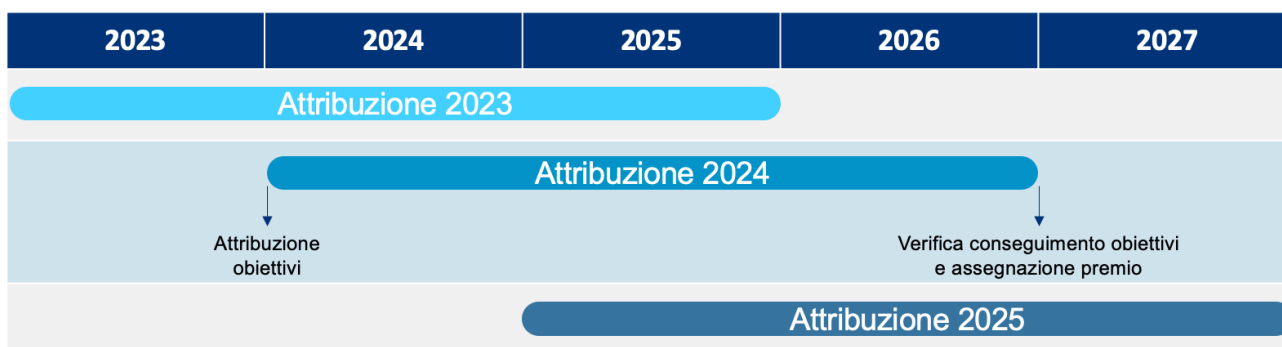 2023 2024 2025 2026 2027
Attribuzione 2023
Attribuzione 2024
Attribuzione
obiettivi
Verifica conseguimento obiettivi
e assegnazione premio
Attribuzione 2025